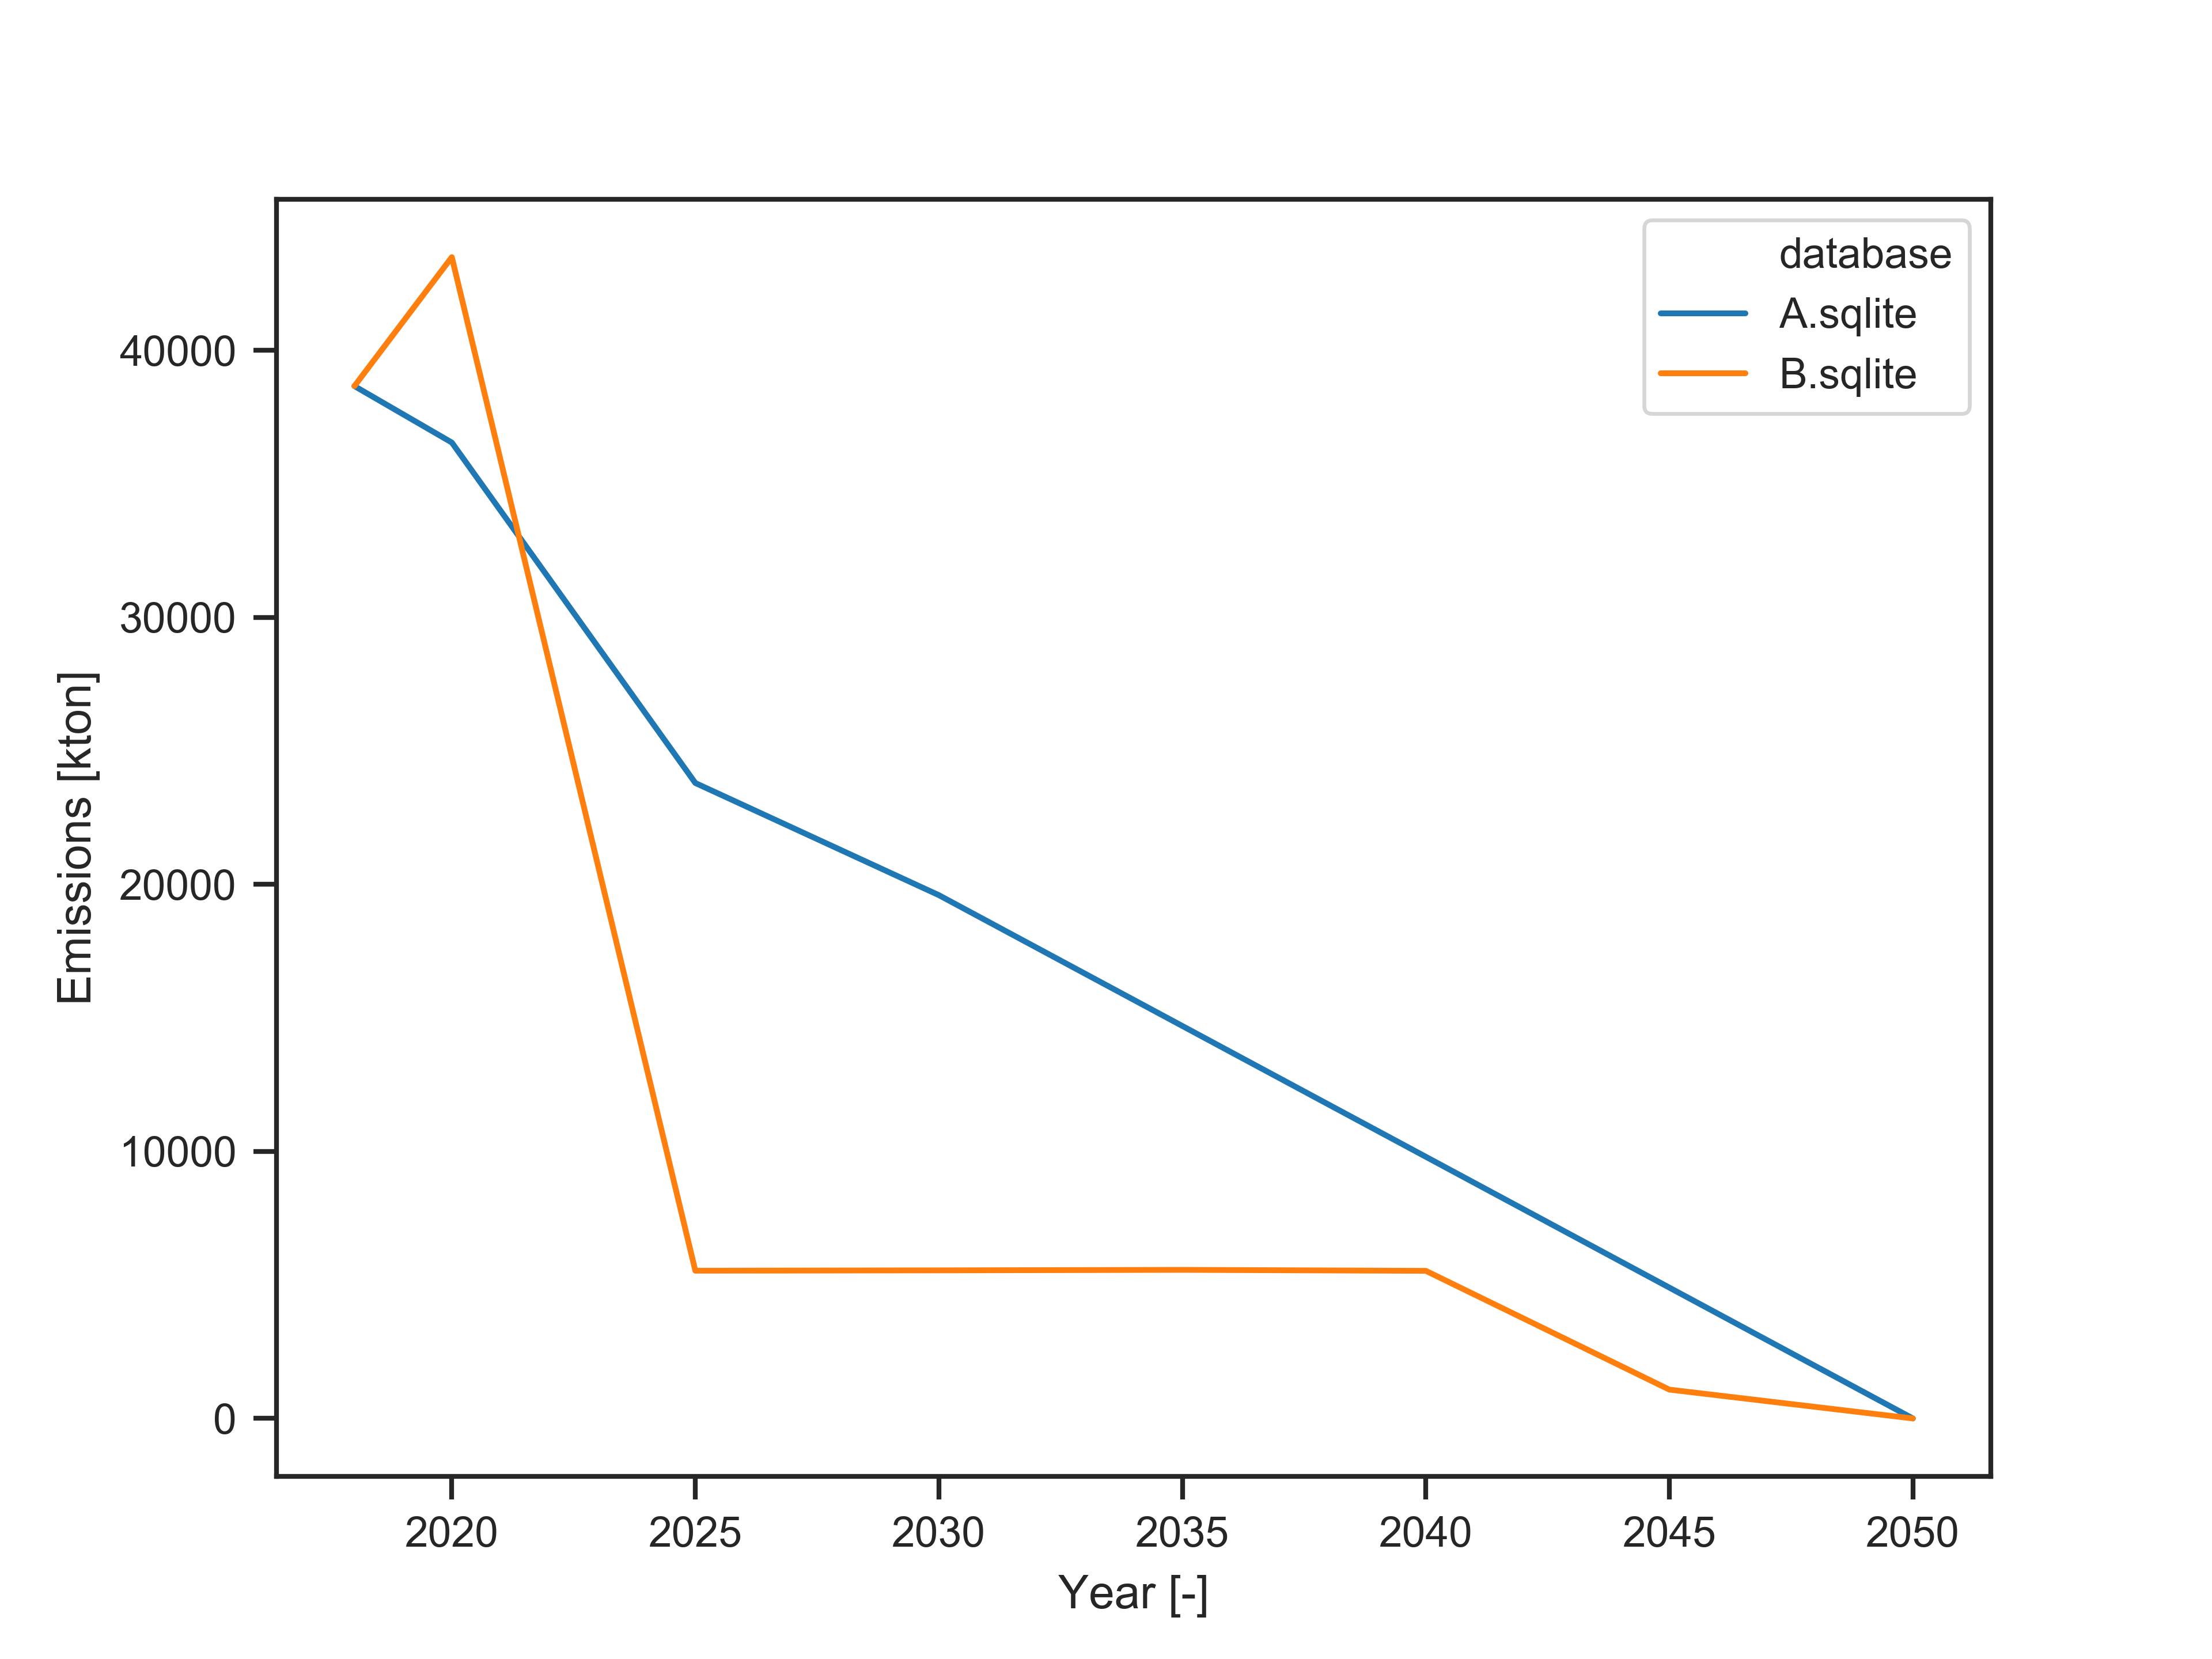 database
A.sqlite
B.sqlite
40000
30000
20000
10000
0
Emissions [kton]
2020 2025 2030 2035 2040 2045 2050
Year [-]